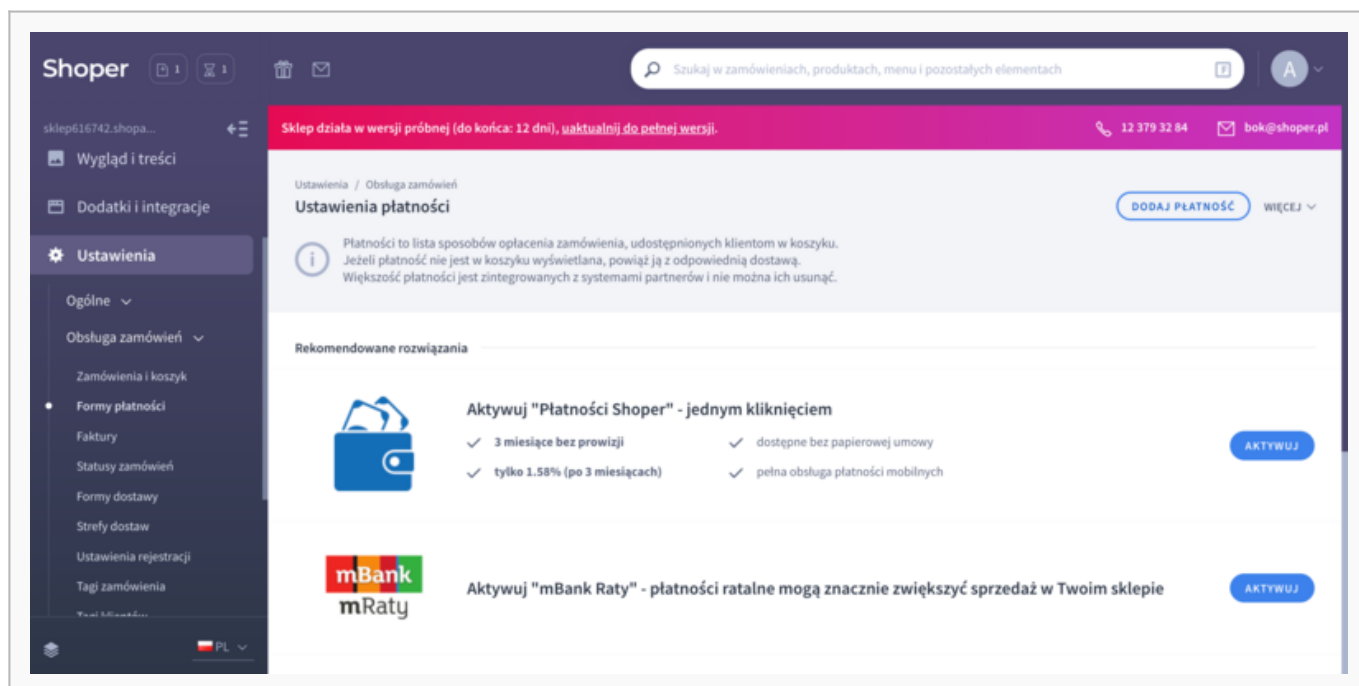 Shoper 1 1
Szukaj w zamówieniach, produktach, menu i pozostałych elementach
F
A
sklep616742.shopa...
Wygląd i treści
Dodatki i integracje
Ustawienia
Ogólne
Obsługa zamówień
Zamówienia i koszyk
Formy płatności
Faktury
Statusy zamówień
Formy dostawy
Strefy dostaw
Ustawienia rejestracji
Tagi zamówienia
Tagi klientów
PL
Sklep działa w wersji próbnej (do końca: 12 dni), uaktualnij do pełnej wersji.
12 379 32 84 bok@shoper.pl
Ustawienia / Obsługa zamówień
Ustawienia płatności
DODAJ PŁATNOŚĆ WIĘCEJ
Płatności to lista sposobów opłacenia zamówienia, udostępnionych klientom w koszyku.
Jeżeli płatność nie jest w koszyku wyświetlana, powiąż ją z odpowiednią dostawą.
Większość płatności jest zintegrowanych z systemami partnerów i nie można ich usunąć.
Rekomendowane rozwiązania
Aktywuj "Płatności Shoper" - jednym kliknięciem
3 miesiące bez prowizji dostępne bez papierowej umowy
tylko 1.58% (po 3 miesiącach) pełna obsługa płatności mobilnych
AKTYWUJ
mBank
mRaty
Aktywuj "mBank Raty" - płatności ratalne mogą znacznie zwiększyć sprzedaż w Twoim sklepie
AKTYWUJ